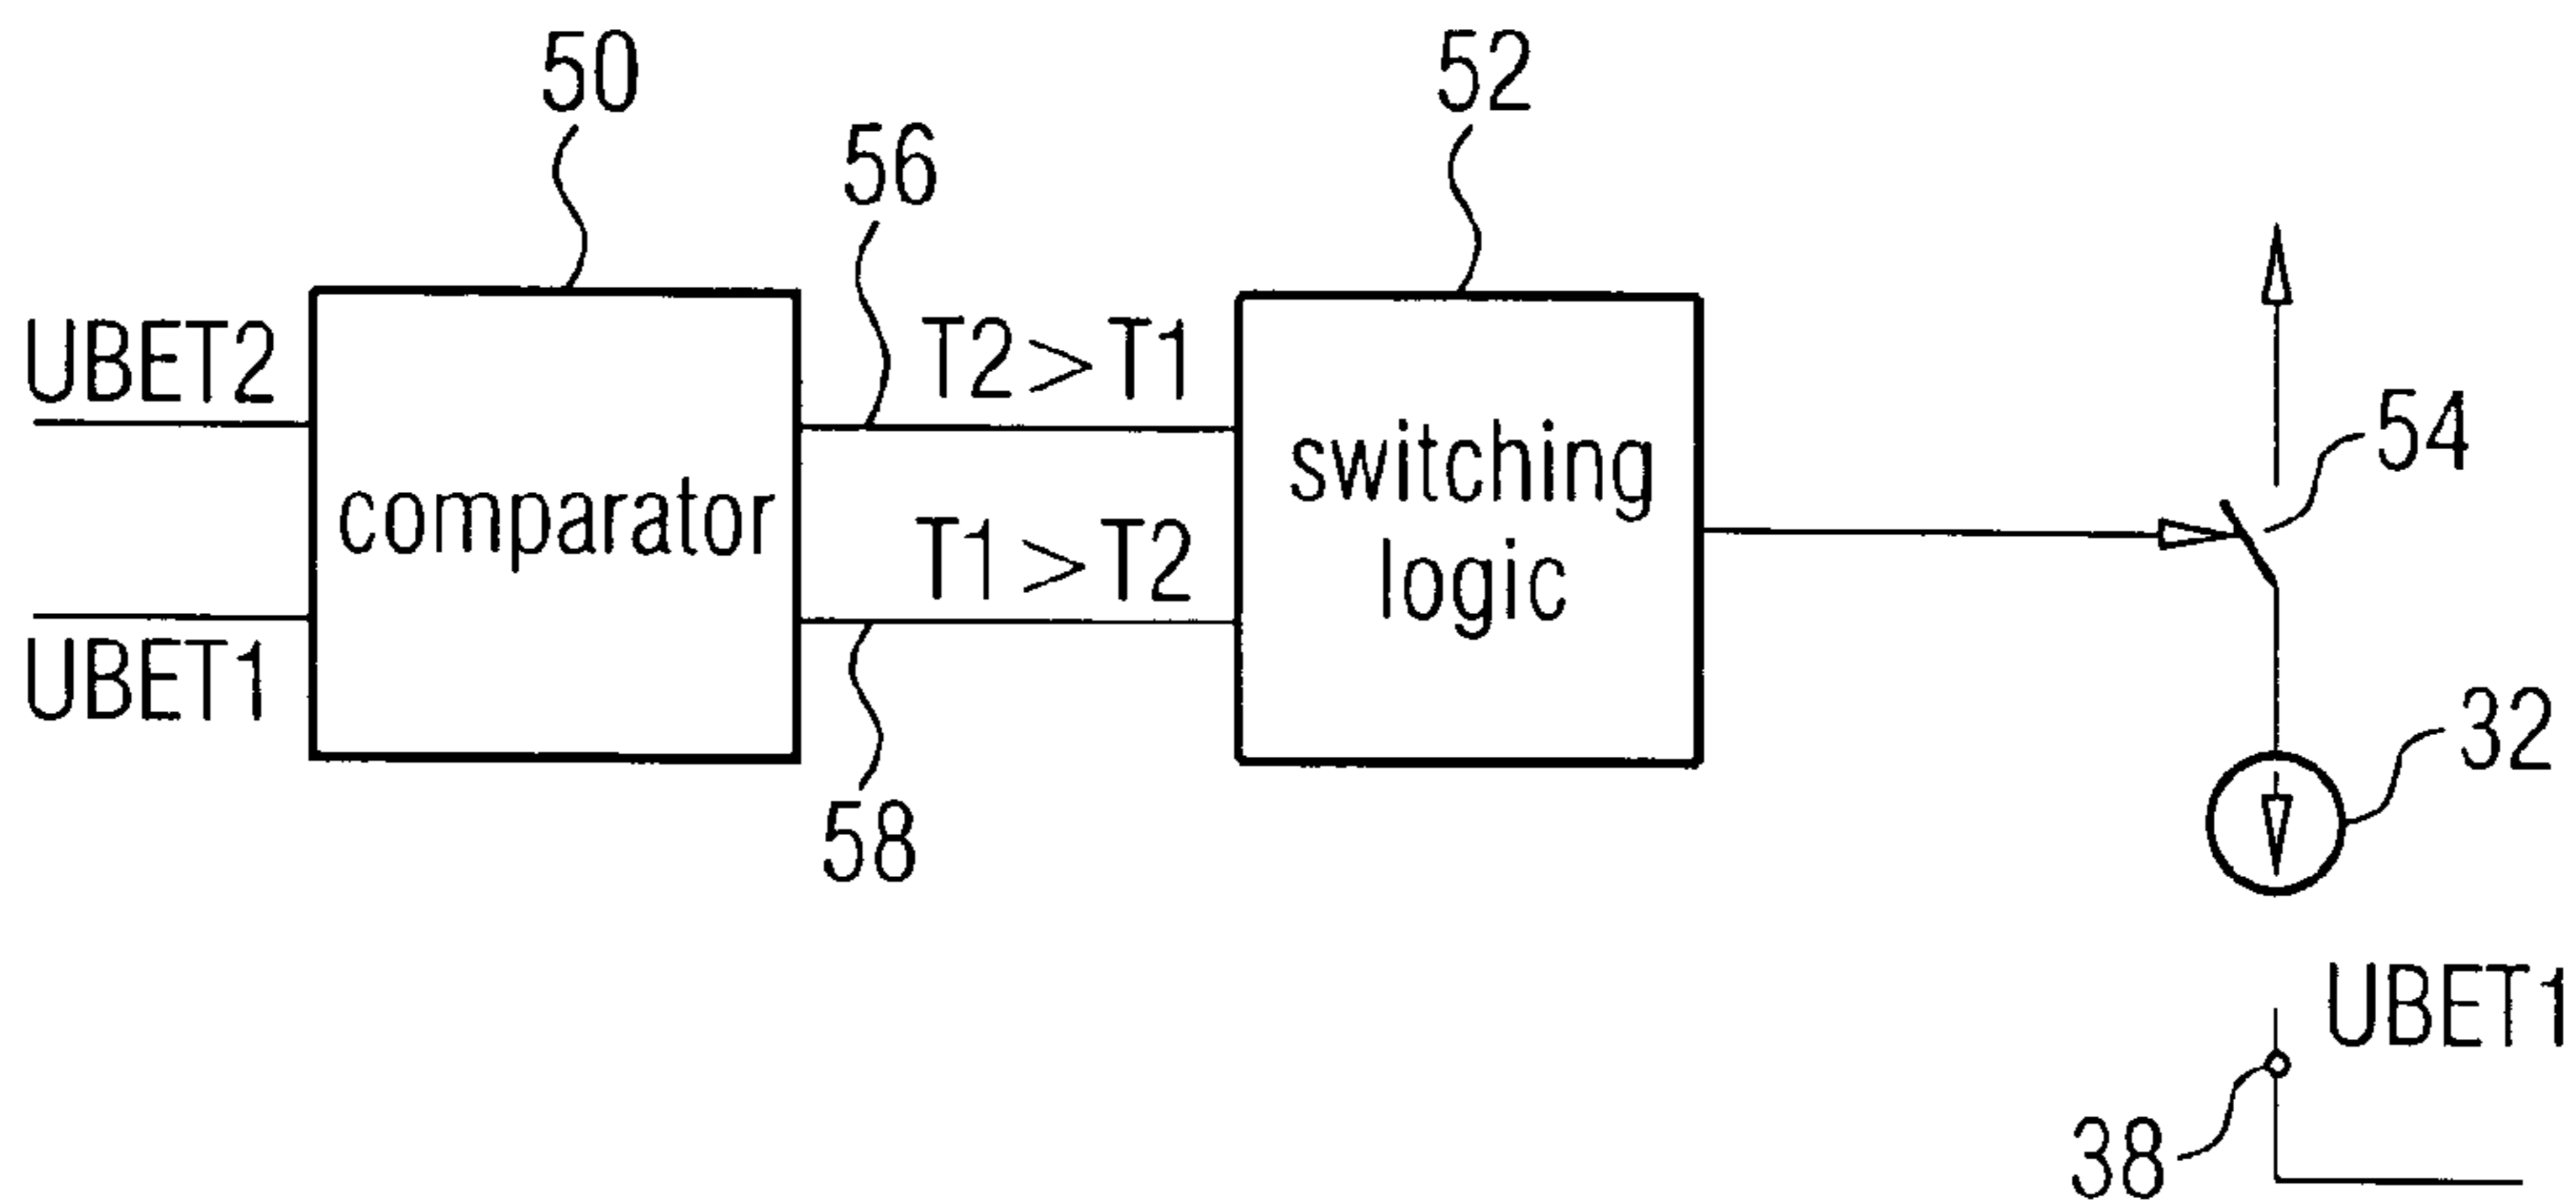 50
52
56
UBET2
T2>T1
54
switching
logic
comparator
T1>T2
UBET1
32
58
UBET1
38